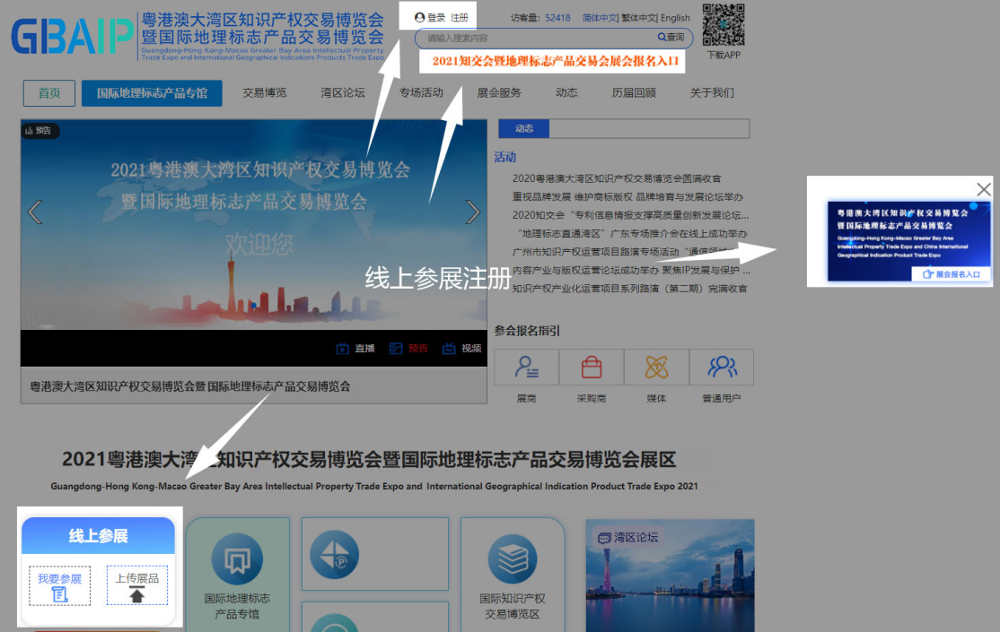 GBAIP
粤港澳大湾区知识产权交易博览会
暨国际地理标志产品交易博览会
Guangdong-Hong Kong-Macao Greater Bay Area Intellectual Property
Trade Expo and International Geographical Indications Products Trade Expo
登录 注册
访客量：52418 简体中文| 繁体中文| English
请输入搜索内容 查询
下载APP
2021知交会暨地理标志产品交易会展会报名入口
首页 国际地理标志产品专馆 交易博览 湾区论坛 专场活动 展会服务 动态 历届回顾 关于我们
预告
2021粤港澳大湾区知识产权交易博览会
暨国际地理标志产品交易博览会
欢迎您
直播 预告 视频
粤港澳大湾区知识产权交易博览会暨国际地理标志产品交易博览会
动态
活动
2020粤港澳大湾区知识产权交易博览会圆满收官
重视品牌发展 维护商标版权 品牌培育与发展论坛举办
2020知交会“专利信息情报支撑高质量创新发展论坛...
“地理标志直通湾区”广东专场推介会在线上成功举办
广州市知识产权运营项目路演专场活动“通信领域
内容产业与版权运营论坛成功举办 聚焦IP发展与保护 ...
知识产权产业化运营项目系列路演（第二期）完满收官
线上参展注册
参会报名指引
展商 采购商 媒体 普通用户
粤港澳大湾区知识产权交易博览会
暨国际地理标志产品交易博览会
Guangdong-Hong Kong-Macao Greater Bay Area
Intellectual Property Trade Expo and China International
Geographical Indication Product Trade Expo
展会报名入口
2021粤港澳大湾区知识产权交易博览会暨国际地理标志产品交易博览会展区
Guangdong-Hong Kong-Macao Greater Bay Area Intellectual Property Trade Expo and International Geographical Indication Product Trade Expo 2021
线上参展
我要参展 上传展品
国际地理标志
产品专馆
国际知识产权
交易博览区
湾区论坛